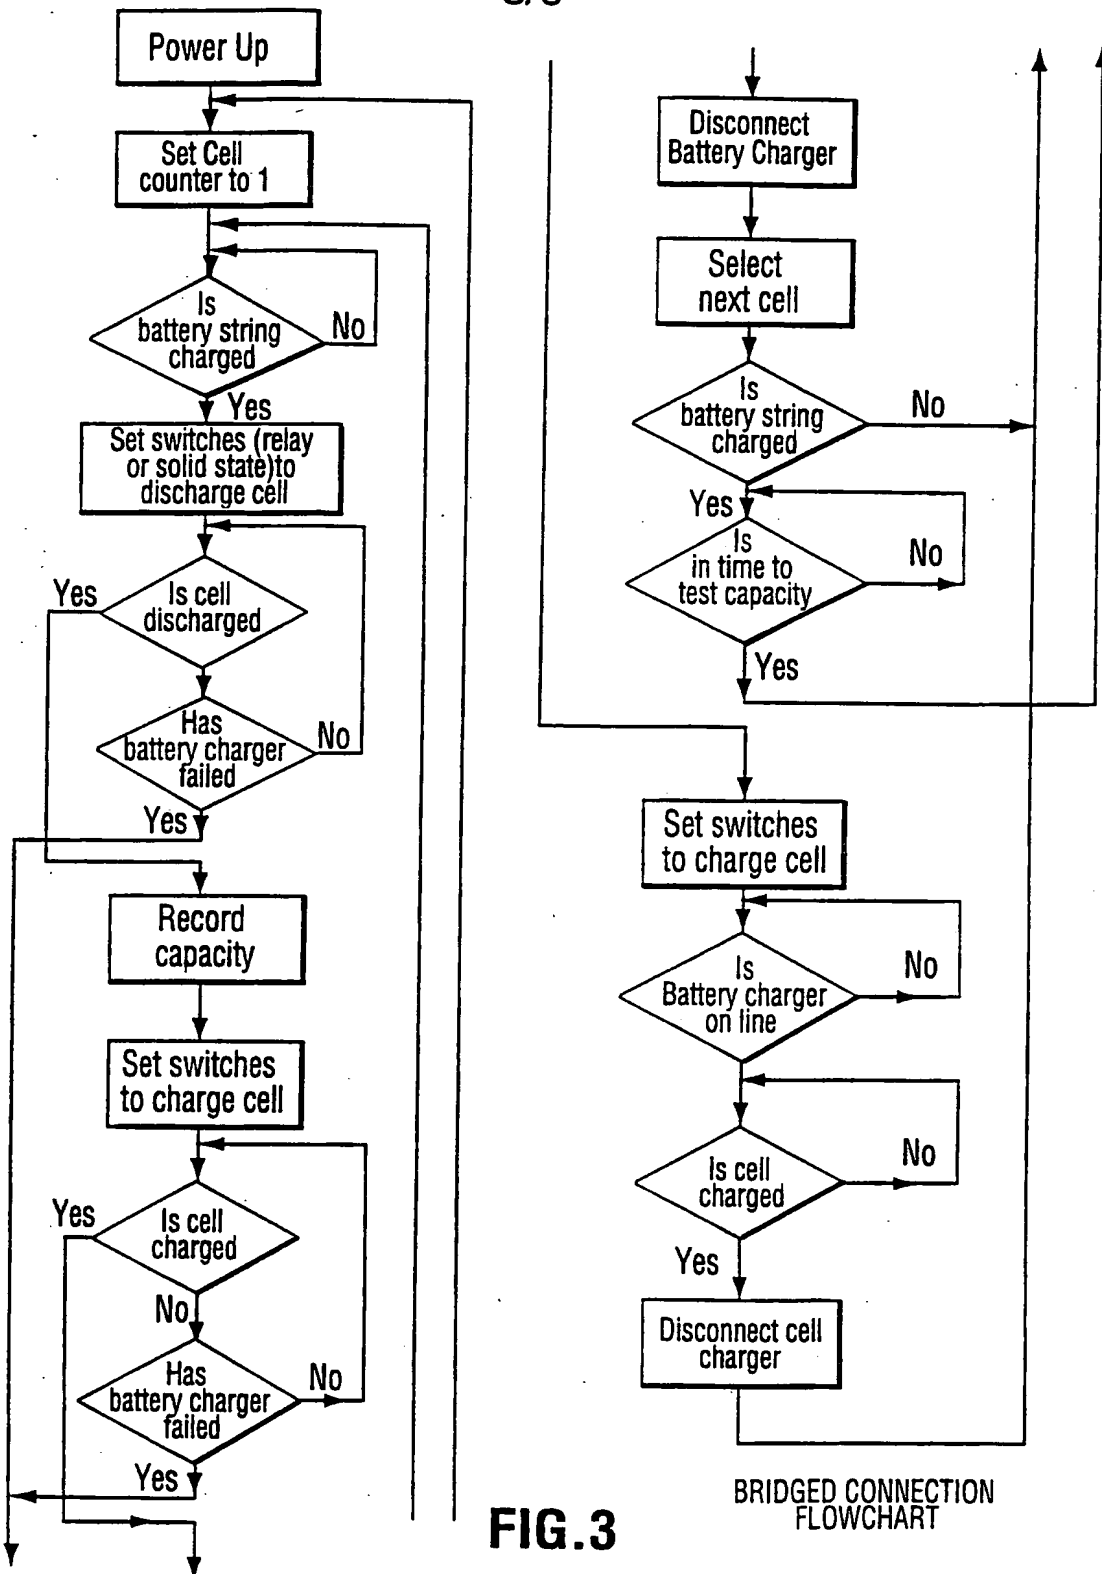 Power Up
Set Cell
counter to 1
Is
battery string
charged
No
Yes
Set switches (relay
or solid state)to
discharge cell
Yes
Is cell
discharged
Has
battery charger
failed
No
Yes
Record
capacity
Set switches
to charge cell
Yes
Is cell
charged
No
Has
battery charger
failed
No
Yes
Disconnect
Battery Charger
Select
next cell
Is
battery string
charged
No
Yes
Is
in time to
test capacity
No
Yes
Set switches
to charge cell
Is
Battery charger
on line
No
Is cell
charged
No
Yes
Disconnect cell
charger
BRIDGED CONNECTION
FLOWCHART
FIG.3